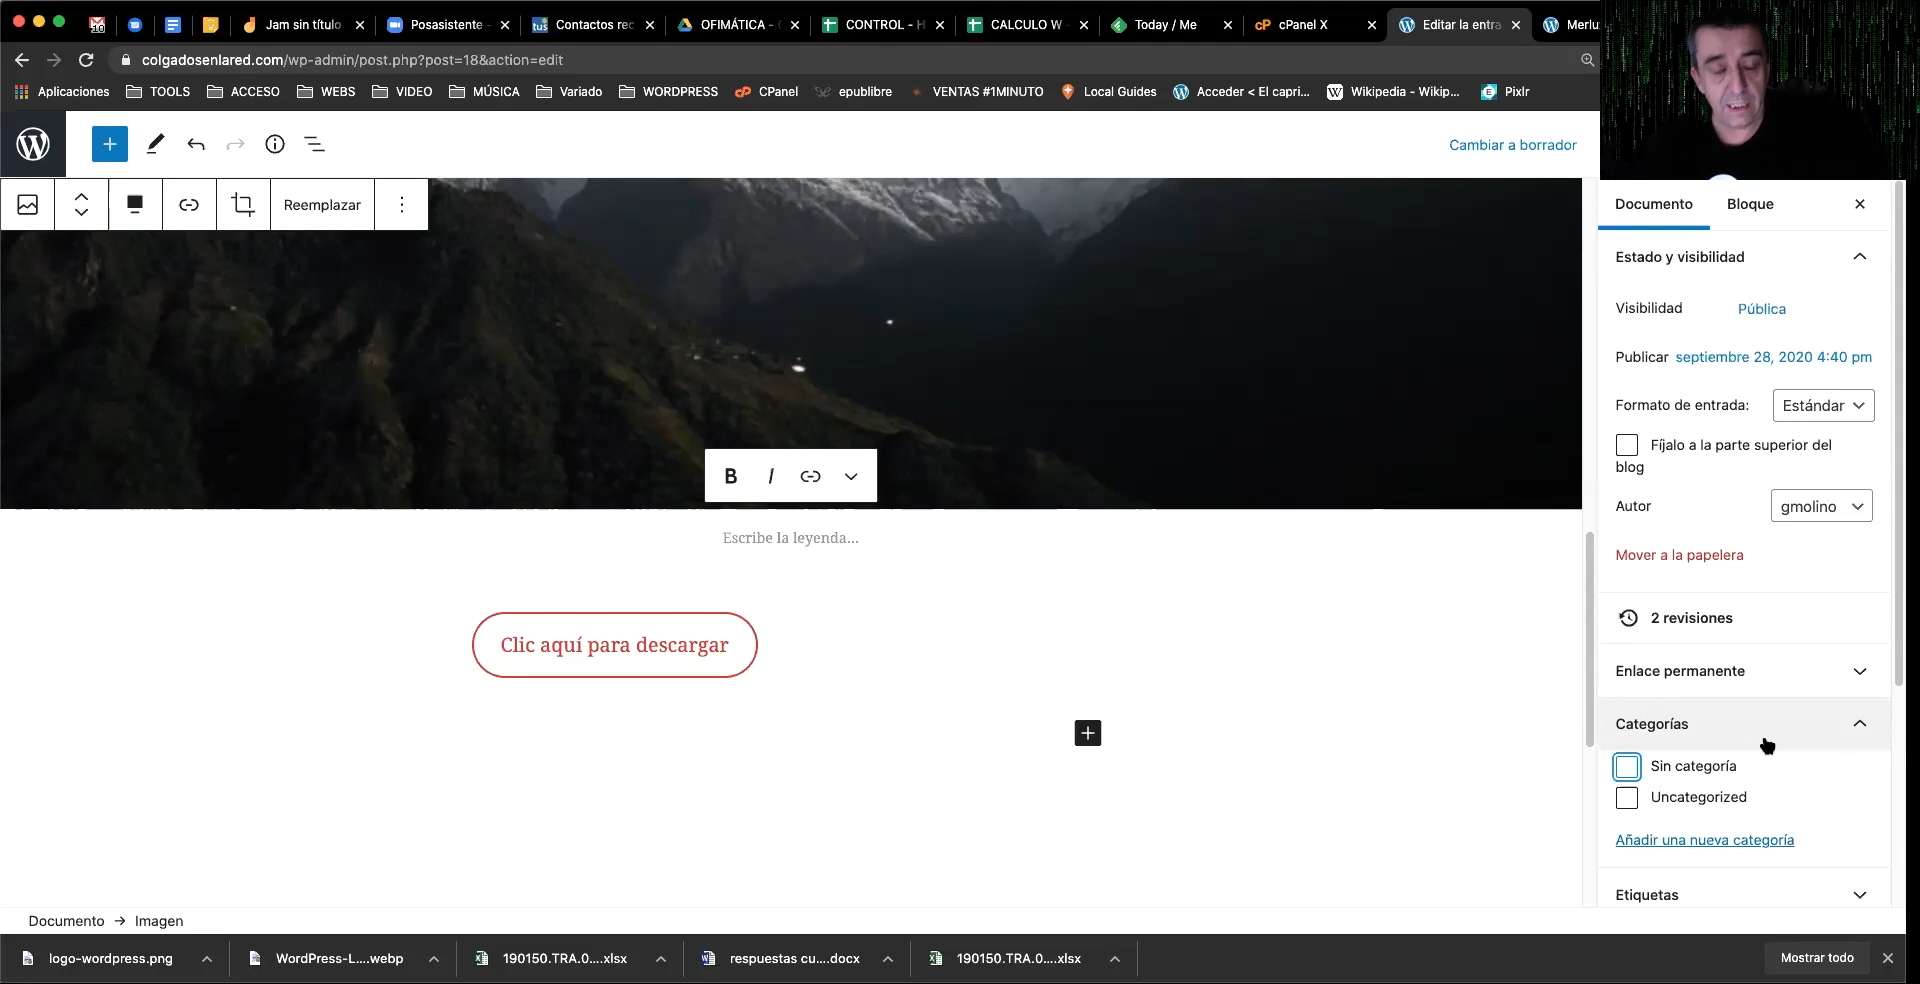 10
Jam sin título
Posasistente -
tus
Contactos rec
OFIMÁTICA - (
CONTROL - H
CALCULO W -
Today / Me
cP
cPanel X
Editar la entra
Merlu
colgadosenlared.com/wp-admin/post.php?post=18&action=edit
Aplicaciones
TOOLS
ACCESO
WEBS
VIDEO
MÚSICA
Variado
WORDPRESS
cP CPanel
epublibre
VENTAS #1MINUTO
Local Guides
Acceder < El capri...
W Wikipedia - Wikip...
Pixlr
Cambiar a borrador
Reemplazar
Documento
Bloque
Estado y visibilidad
Visibilidad
Pública
Publicar
septiembre 28, 2020 4:40 pm
Formato de entrada:
Estándar
Fíjalo a la parte superior del
blog
B I
Autor
gmolino
Escribe la leyenda...
Mover a la papelera
2 revisiones
Clic aquí para descargar
Enlace permanente
Categorías
Sin categoría
Uncategorized
Añadir una nueva categoría
Etiquetas
Documento → Imagen
logo-wordpress.png
WordPress-L....webp
190150.TRA.0....xlsx
respuestas cu....docx
190150.TRA.0....xlsx
Mostrar todo